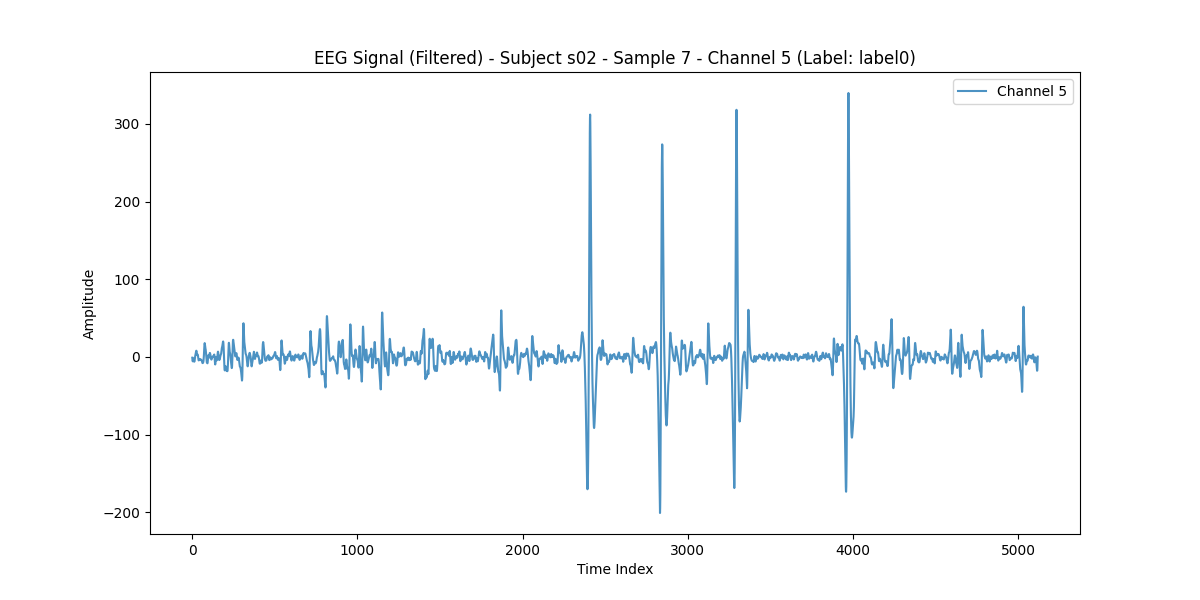 EEG Signal (Filtered) - Subject s02 - Sample 7 - Channel 5 (Label: label0)
Channel 5
300
200
100
0
−100
−200
Amplitude
0 1000 2000 3000 4000 5000
Time Index